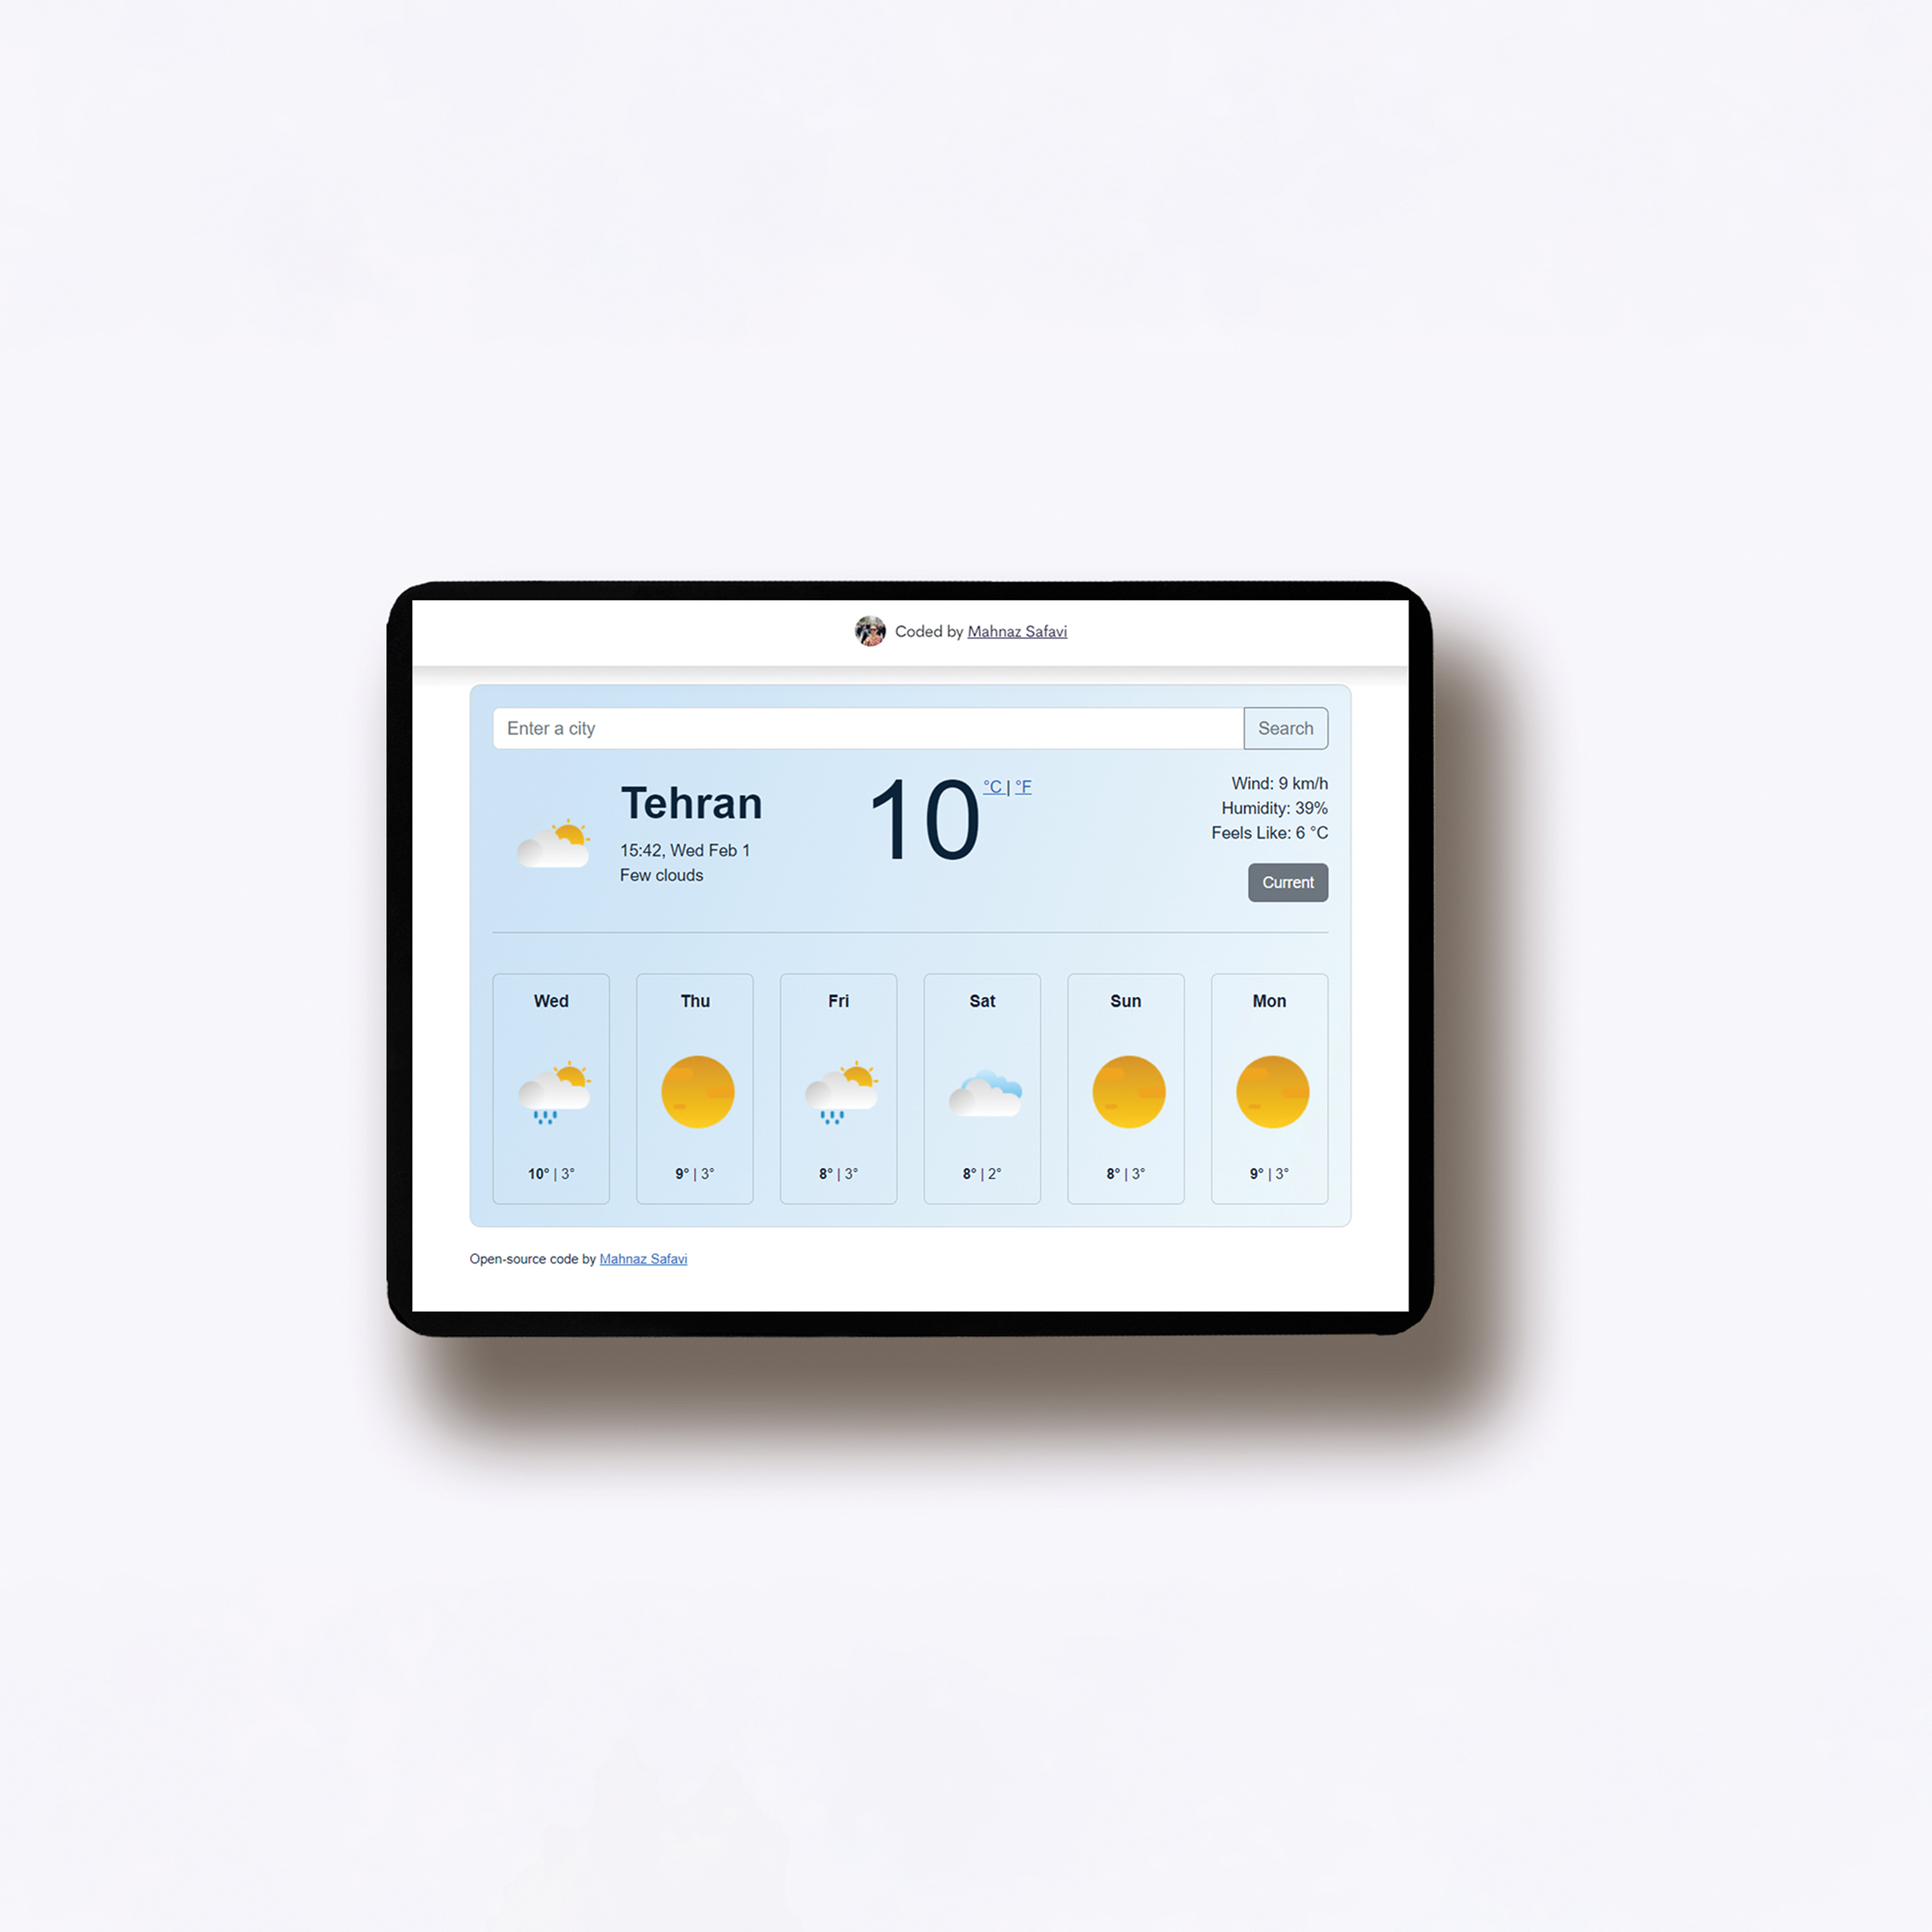 Coded by Mahnaz Safavi
Enter a city
Search
Tehran
15:42, Wed Feb 1
Few clouds
10
°C | °F
Wind: 9 km/h
Humidity: 39%
Feels Like: 6 °C
Current
Wed
10° | 3°
Thu
9° | 3°
Fri
8° | 3°
Sat
8° | 2°
Sun
8° | 3°
Mon
9° | 3°
Open-source code by Mahnaz Safavi